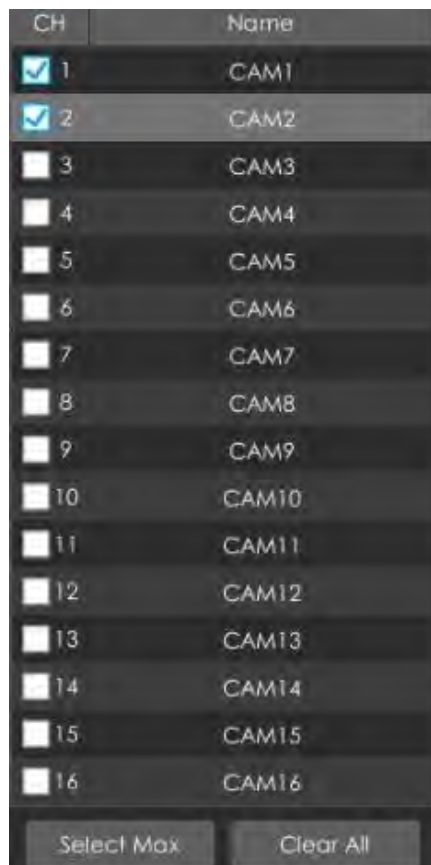 CH Name
1 CAM1
2 CAM2
3 CAM3
4 CAM4
5 CAM5
6 CAM6
7 CAM7
8 CAM8
9 CAM9
10 CAM10
11 CAM11
12 CAM12
13 CAM13
14 CAM14
15 CAM15
16 CAM16
Select Max Clear All